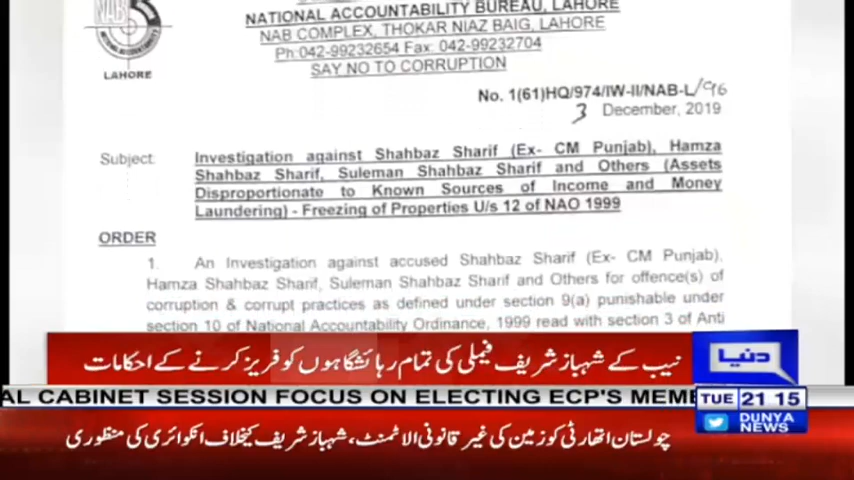 NAB
LAHORE
NATIONAL ACCOUNTABILITY BUREAU, LAHORE
NAB COMPLEX, THOKAR NIAZ BAIG, LAHORE
Ph:042-99232654 Fax: 042-99232704
SAY NO TO CORRUPTION
No. 1(61)HQ/974/IW-II/NAB-L/
3 December, 2019
Subject: Investigation against Shahbaz Sharif (Ex- CM Punjab), Hamza
Shahbaz Sharif, Suleman Shahbaz Sharif and Others (Assets
Disproportionate to Known Sources of Income and Money
Laundering) - Freezing of Properties U/s 12 of NAO 1999
ORDER
1. An Investigation against accused Shahbaz Sharif (Ex- CM Punjab),
Hamza Shahbaz Sharif, Suleman Shahbaz Sharif and Others for offence(s) of
corruption & corrupt practices as defined under section 9(a) punishable under
section 10 of National Accountability Ordinance, 1999 read with section 3 of Anti
نیب کے شہباز شریف فیملی کی تمام رہائشگاہوں کو فریز کرنے کے احکامات
دنیا
AL CABINET SESSION FOCUS ON ELECTING ECP'S MEM
TUE 21 15
DUNYA
NEWS
چولستان اتھارٹی کو زمین کی غیر قانونی الاٹمنٹ، شہباز شریف کیخلاف انکوائری کی منظوری